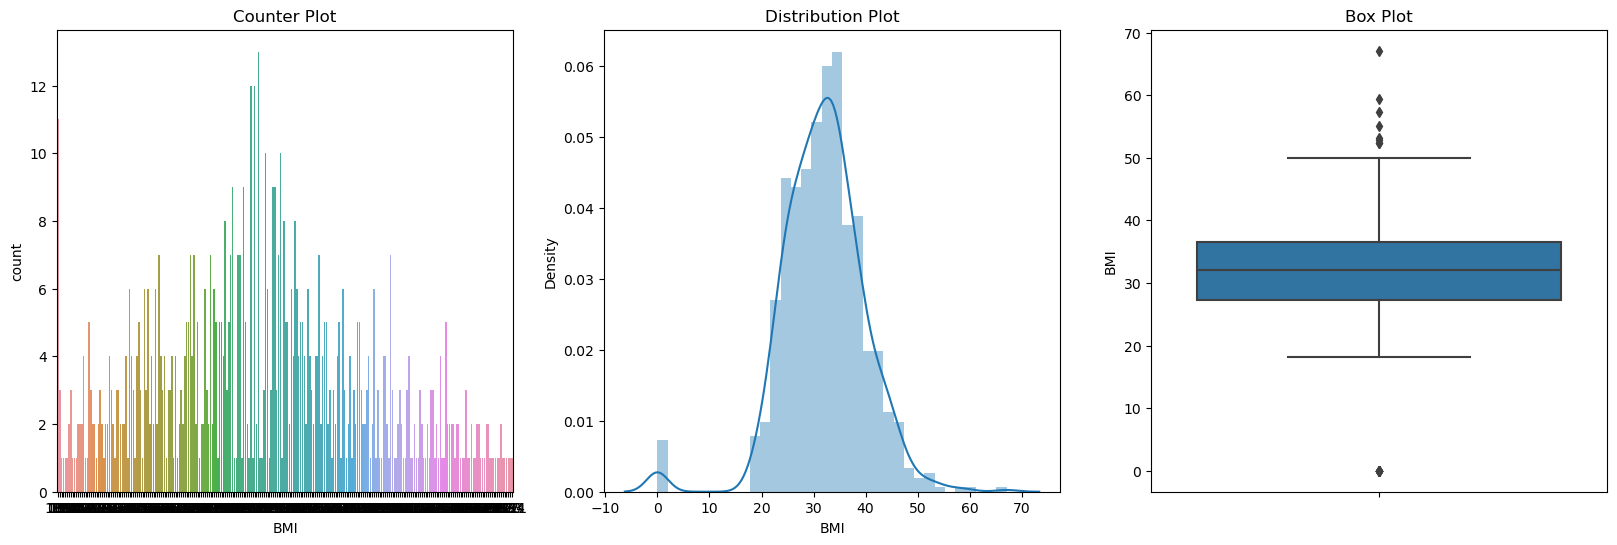 Counter Plot
12
10
8
6
4
2
0
count
BMI
Distribution Plot
0.06
0.05
0.04
0.03
0.02
0.01
0.00
Density
−10 0 10 20 30 40 50 60 70
BMI
Box Plot
70
60
50
40
30
20
10
0
BMI